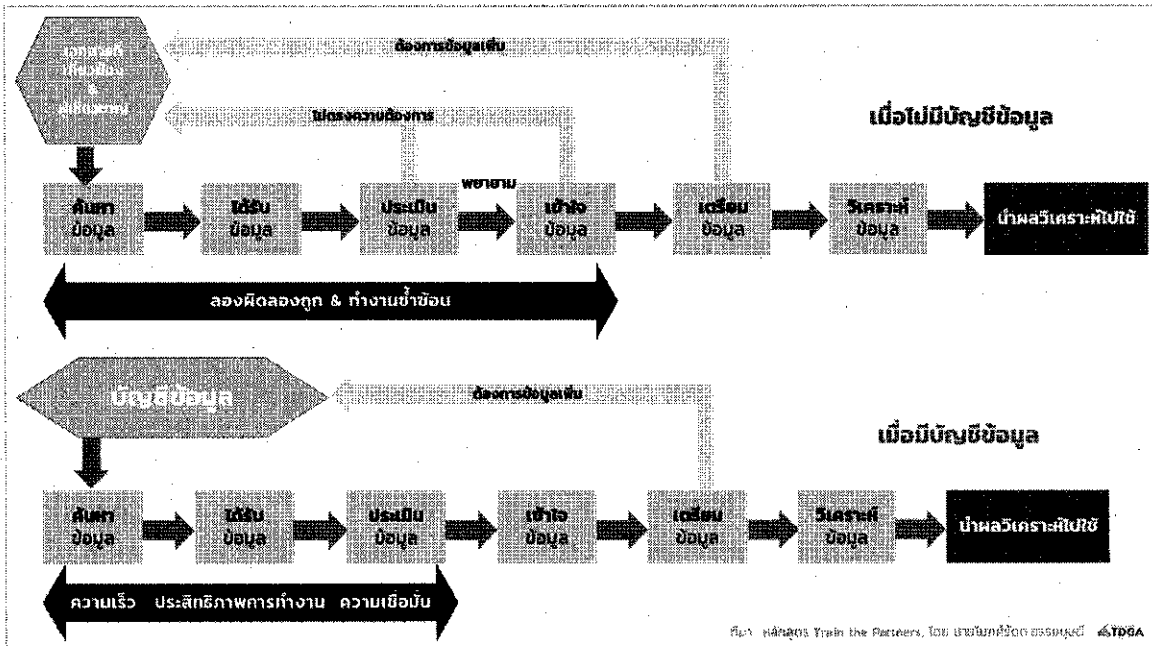 ต้องการข้อมูลเพิ่ม
เกี่ยวข้อง
&
ไม่ตรงความต้องการ
เมื่อไม่มีบัญชีข้อมูล
พยายาม
ค้นหา
ข้อมูล
ได้รับ
ข้อมูล
ประเมิน
ข้อมูล
เข้าใจ
ข้อมูล
เตรียม
ข้อมูล
วิเคราะห์
ข้อมูล
นำผลวิเคราะห์ไปใช้
ลองผิดลองถูก & ทำงานซ้ำซ้อน
บัญชีข้อมูล
ต้องการข้อมูลเพิ่ม
เมื่อมีบัญชีข้อมูล
ค้นหา
ข้อมูล
ได้รับ
ข้อมูล
ประเมิน
ข้อมูล
เข้าใจ
ข้อมูล
เตรียม
ข้อมูล
วิเคราะห์
ข้อมูล
นำผลวิเคราะห์ไปใช้
ความเร็ว ประสิทธิภาพการทำงาน ความเชื่อมั่น
ที่มา หลักสูตร Train the Partners, โดย TDGA